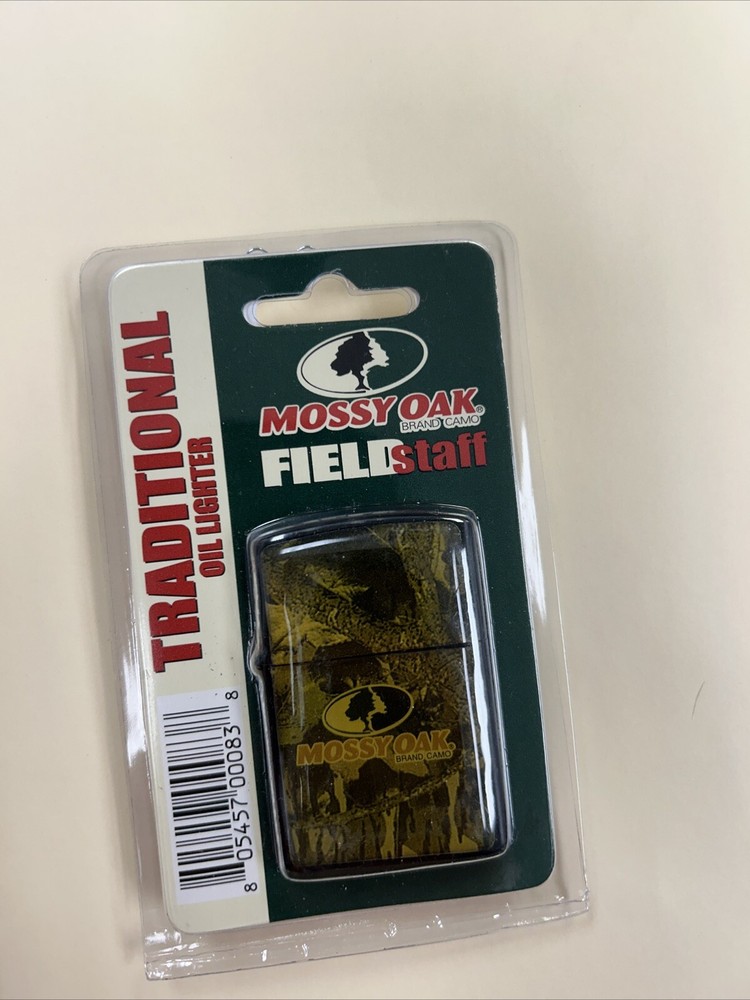 TRADITIONAL
OIL LIGHTER
MOSSY OAK®
BRAND CAMO
FIELDstaff
MOSSY OAK®
BRAND CAMO
8 05457 00083 8